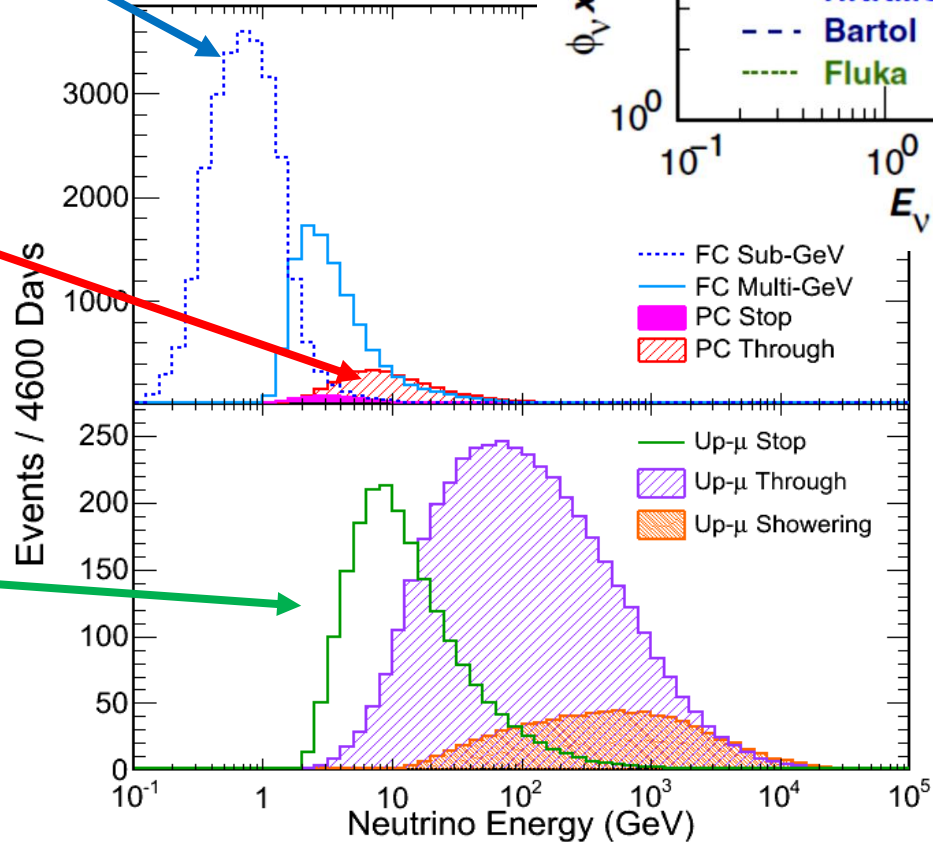 ϕν x
Bartol
Fluka
10⁰
10⁻¹ 10⁰
Eν
3000
2000
1000
Events / 4600 Days
FC Sub-GeV
FC Multi-GeV
PC Stop
PC Through
250
200
150
100
50
0
Up-μ Stop
Up-μ Through
Up-μ Showering
10⁻¹ 1 10 10² 10³ 10⁴ 10⁵
Neutrino Energy (GeV)